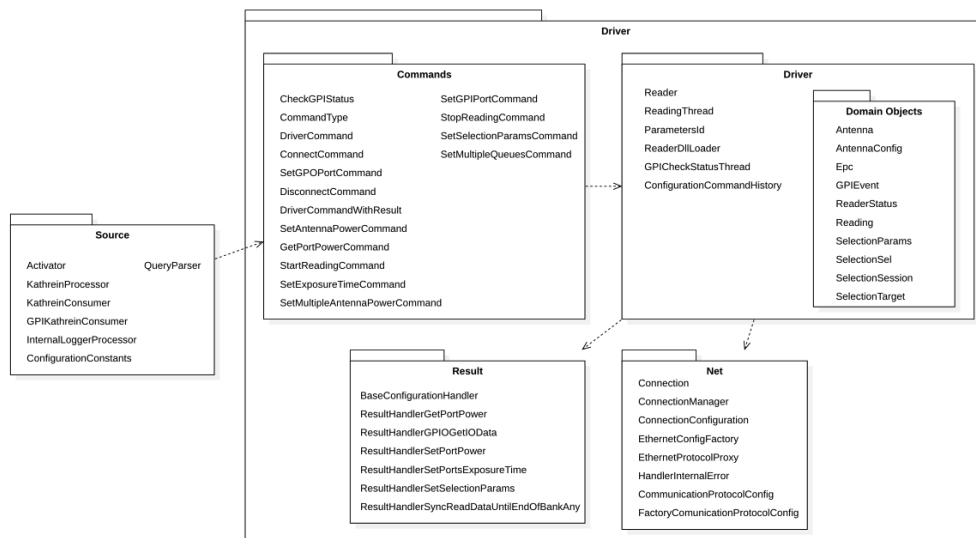 Driver
Commands
CheckGPIStatus
CommandType
DriverCommand
ConnectCommand
SetGPOPortCommand
DisconnectCommand
DriverCommandWithResult
SetAntennaPowerCommand
GetPortPowerCommand
StartReadingCommand
SetExposureTimeCommand
SetMultipleAntennaPowerCommand
SetGPIPortCommand
StopReadingCommand
SetSelectionParamsCommand
SetMultipleQueuesCommand
Driver
Reader
ReadingThread
ParametersId
ReaderDllLoader
GPICheckStatusThread
ConfigurationCommandHistory
Domain Objects
Antenna
AntennaConfig
Epc
GPIEvent
ReaderStatus
Reading
SelectionParams
SelectionSel
SelectionSession
SelectionTarget
Source
Activator
KathreinProcessor
KathreinConsumer
GPIKathreinConsumer
InternalLoggerProcessor
ConfigurationConstants
QueryParser
Result
BaseConfigurationHandler
ResultHandlerGetPortPower
ResultHandlerGPIOGetIOData
ResultHandlerSetPortPower
ResultHandlerSetPortsExposureTime
ResultHandlerSetSelectionParams
ResultHandlerSyncReadDataUntilEndOfBankAny
Net
Connection
ConnectionManager
ConnectionConfiguration
EthernetConfigFactory
EthernetProtocolProxy
HandlerInternalError
CommunicationProtocolConfig
FactoryComunicationProtocolConfig